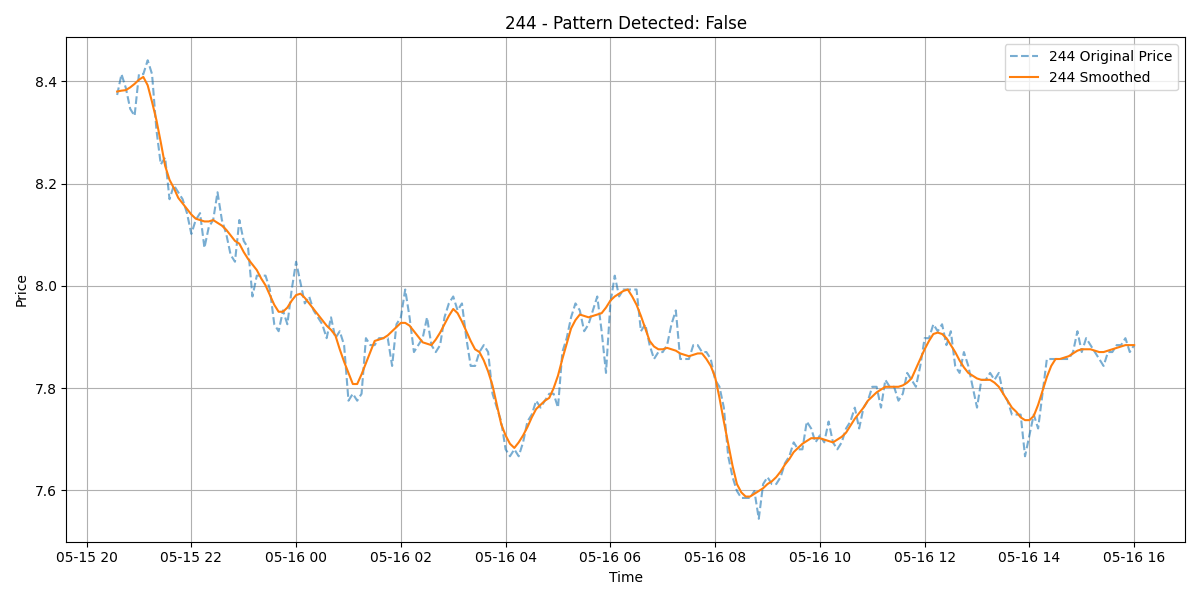 244 - Pattern Detected: False
244 Original Price
244 Smoothed
Price
8.4
8.2
8.0
7.8
7.6
05-15 20 05-15 22 05-16 00 05-16 02 05-16 04 05-16 06 05-16 08 05-16 10 05-16 12 05-16 14 05-16 16
Time